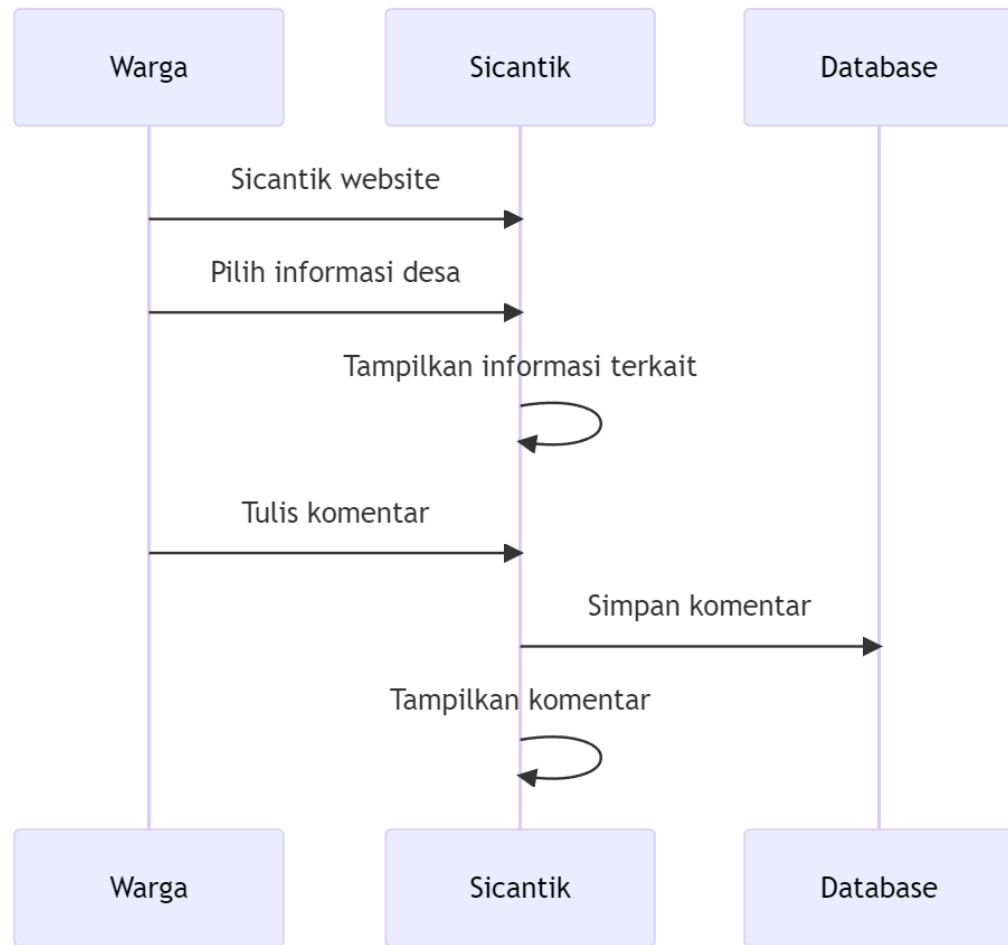 Warga
Sicantik
Database
Sicantik website
Pilih informasi desa
Tampilkan informasi terkait
Tulis komentar
Simpan komentar
Tampilkan komentar
Warga
Sicantik
Database